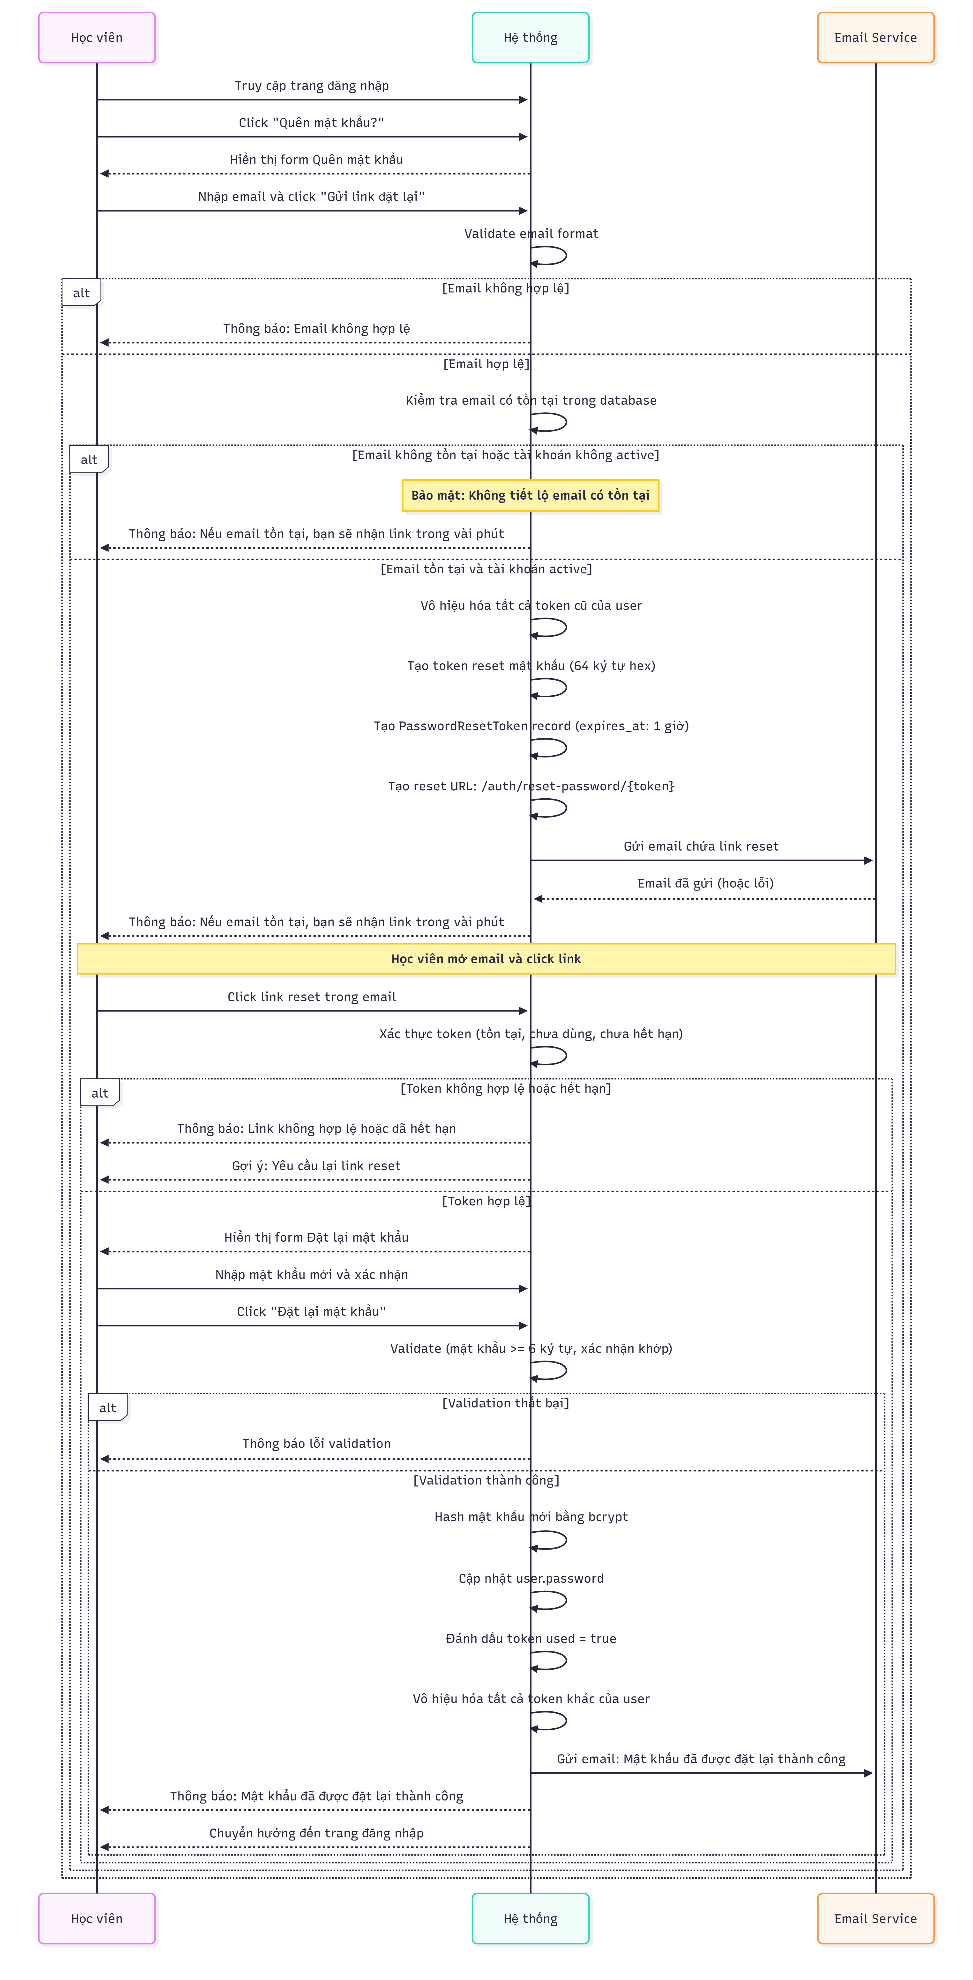 Học viên
Hệ thống
Email Service
Truy cập trang đăng nhập
Click "Quên mật khẩu?"
Hiển thị form Quên mật khẩu
Nhập email và click "Gửi link đặt lại"
Validate email format
alt
[Email không hợp lệ]
Thông báo: Email không hợp lệ
[Email hợp lệ]
Kiểm tra email có tồn tại trong database
alt
[Email không tồn tại hoặc tài khoản không active]
Bảo mật: Không tiết lộ email có tồn tại
Thông báo: Nếu email tồn tại, bạn sẽ nhận link trong vài phút
[Email tồn tại và tài khoản active]
Vô hiệu hóa tất cả token cũ của user
Tạo token reset mật khẩu (64 ký tự hex)
Tạo PasswordResetToken record (expires_at: 1 giờ)
Tạo reset URL: /auth/reset-password/{token}
Gửi email chứa link reset
Email đã gửi (hoặc lỗi)
Thông báo: Nếu email tồn tại, bạn sẽ nhận link trong vài phút
Học viên mở email và click link
Click link reset trong email
Xác thực token (tồn tại, chưa dùng, chưa hết hạn)
alt
[Token không hợp lệ hoặc hết hạn]
Thông báo: Link không hợp lệ hoặc đã hết hạn
Gợi ý: Yêu cầu lại link reset
[Token hợp lệ]
Hiển thị form Đặt lại mật khẩu
Nhập mật khẩu mới và xác nhận
Click "Đặt lại mật khẩu"
Validate (mật khẩu >= 6 ký tự, xác nhận khớp)
alt
[Validation thất bại]
Thông báo lỗi validation
[Validation thành công]
Hash mật khẩu mới bằng bcrypt
Cập nhật user.password
Đánh dấu token used = true
Vô hiệu hóa tất cả token khác của user
Gửi email: Mật khẩu đã được đặt lại thành công
Thông báo: Mật khẩu đã được đặt lại thành công
Chuyển hướng đến trang đăng nhập
Học viên
Hệ thống
Email Service